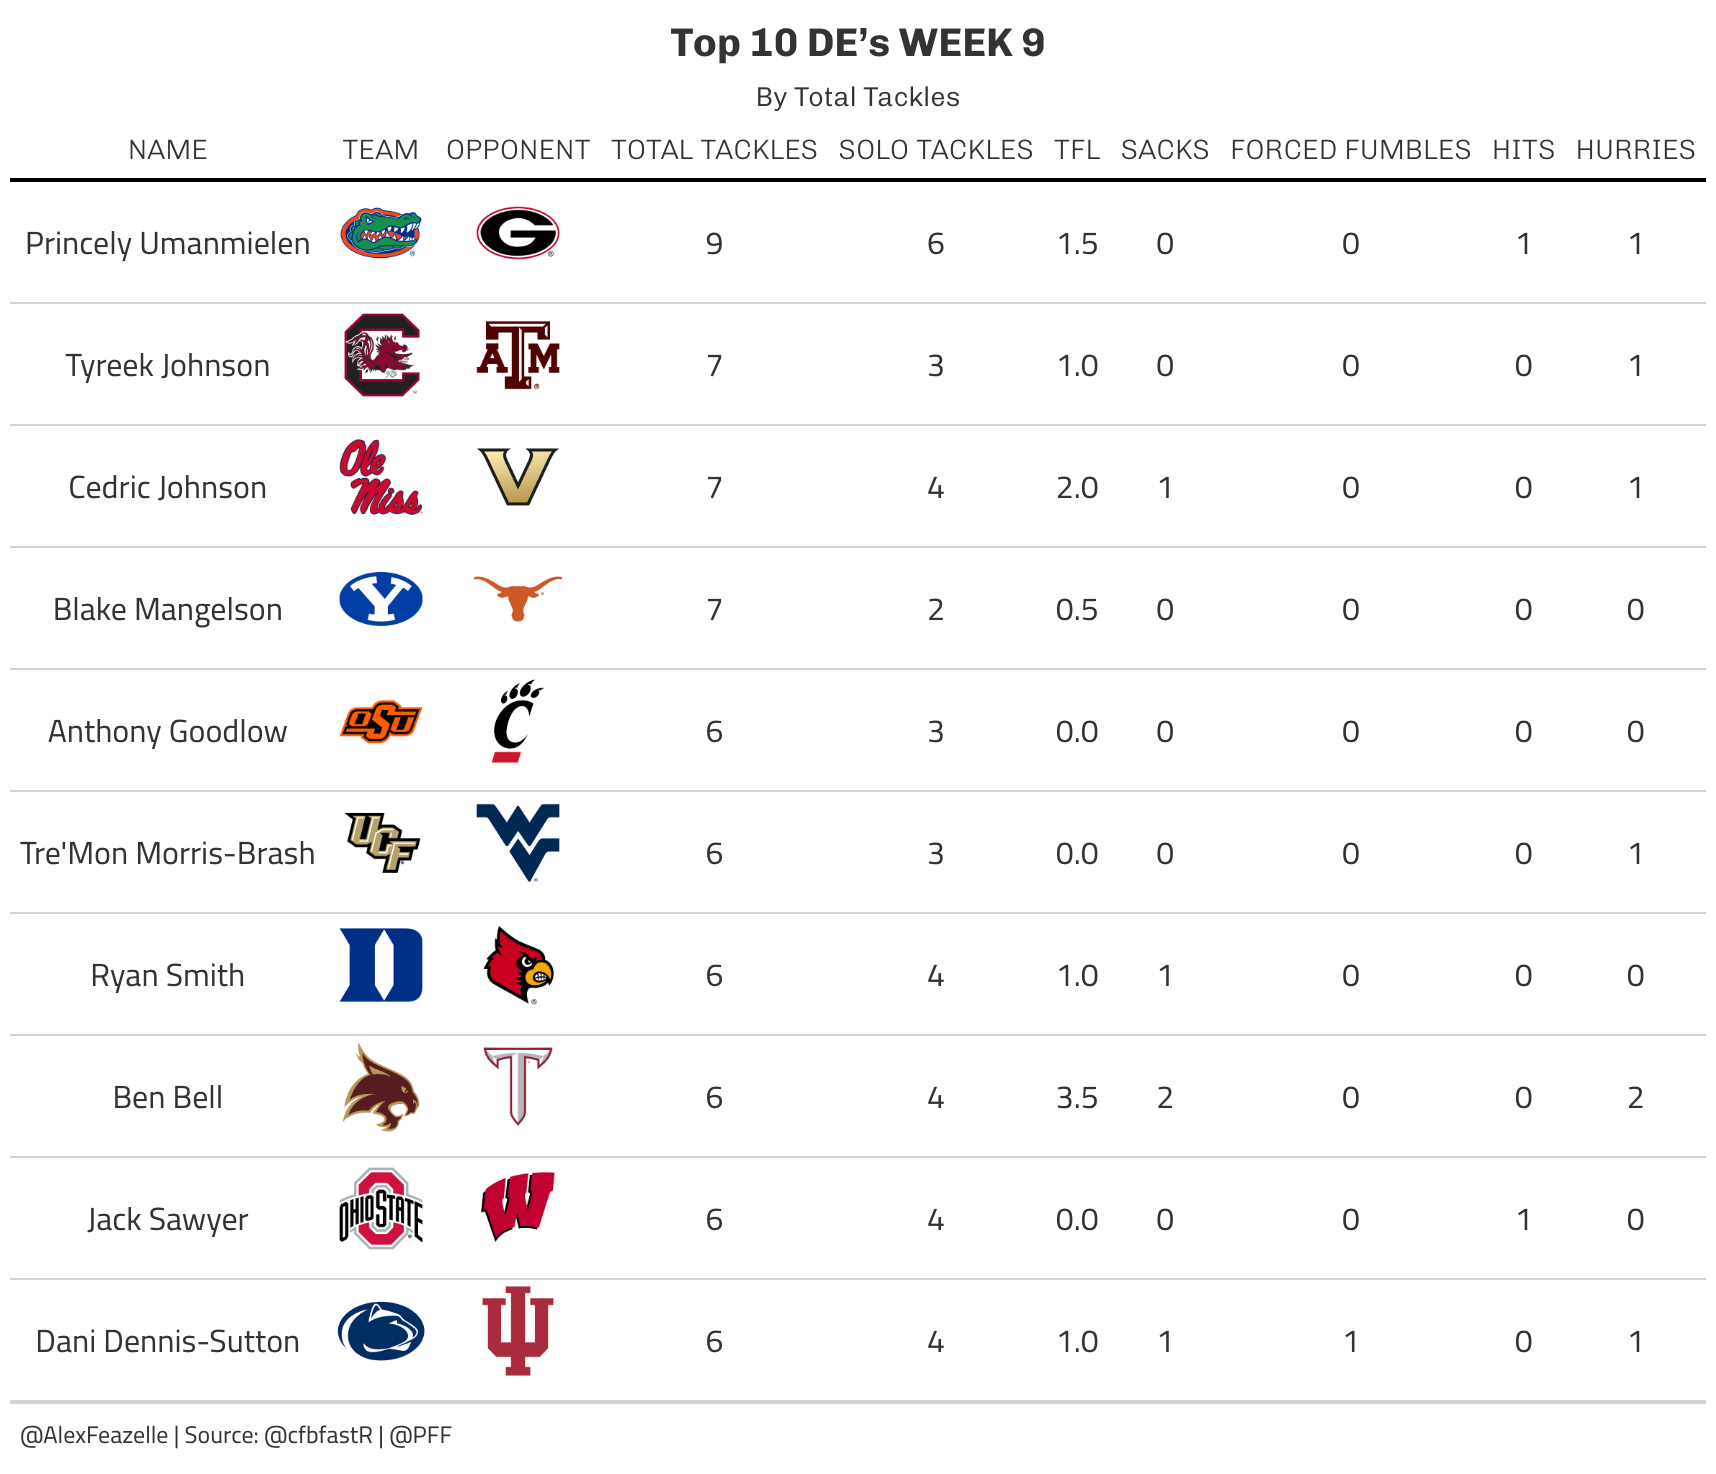 Top 10 DE’s WEEK 9
By Total Tackles
NAME TEAM OPPONENT TOTAL TACKLES SOLO TACKLES TFL SACKS FORCED FUMBLES HITS HURRIES
Princely Umanmielen G 9 6 1.5 0 0 1 1
Tyreek Johnson C ATM 7 3 1.0 0 0 0 1
Cedric Johnson Ole Miss V 7 4 2.0 1 0 0 1
Blake Mangelson Y 7 2 0.5 0 0 0 0
Anthony Goodlow OSU C 6 3 0.0 0 0 0 0
Tre'Mon Morris-Brash UCF WV 6 3 0.0 0 0 0 1
Ryan Smith D 6 4 1.0 1 0 0 0
Ben Bell T 6 4 3.5 2 0 0 2
Jack Sawyer OHIO STATE W 6 4 0.0 0 0 1 0
Dani Dennis-Sutton IU 6 4 1.0 1 1 0 1
@AlexFeazelle | Source: @cfbfastR | @PFF